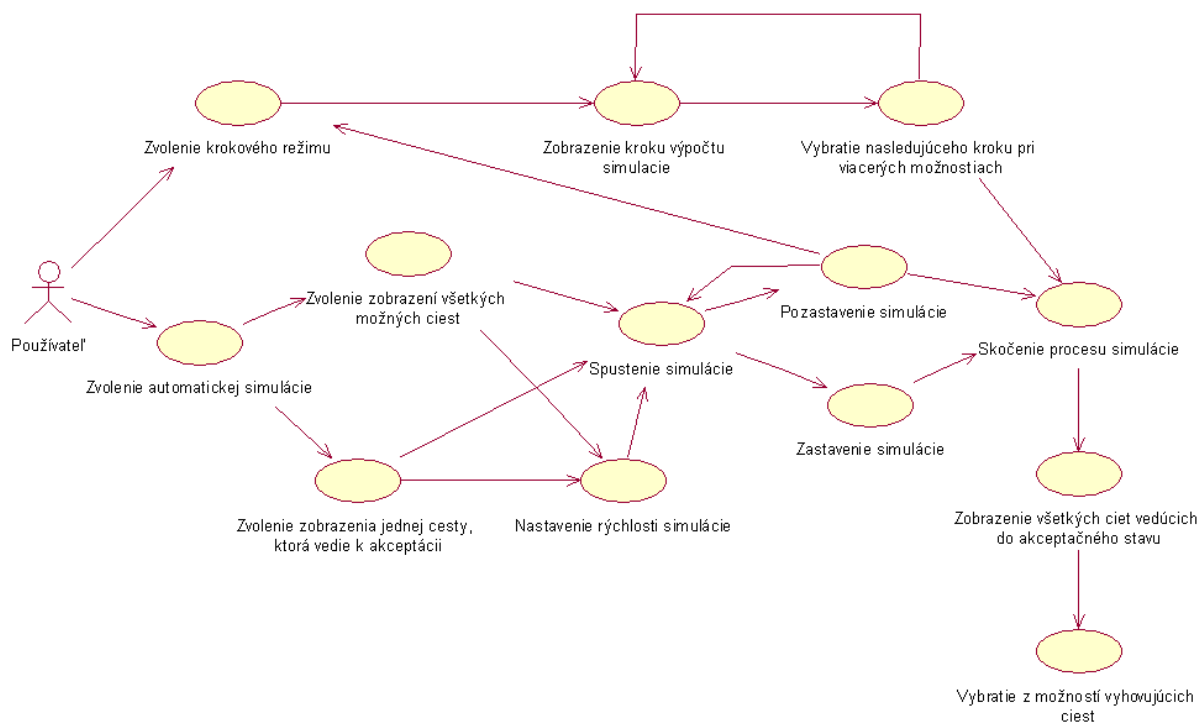 Zvolenie krokového režimu
Zobrazenie kroku výpočtu
simulacie
Vybratie nasledujúceho kroku pri
viacerých možnostiach
Používateľ
Zvolenie zobrazení všetkých
možných ciest
Pozastavenie simulácie
Zvolenie automatickej simulácie
Spustenie simulácie
Skočenie procesu simulácie
Zastavenie simulácie
Zvolenie zobrazenia jednej cesty,
ktorá vedie k akceptácii
Nastavenie rýchlosti simulácie
Zobrazenie všetkých ciet vedúcich
do akceptačného stavu
Vybratie z možností vyhovujúcich
ciest